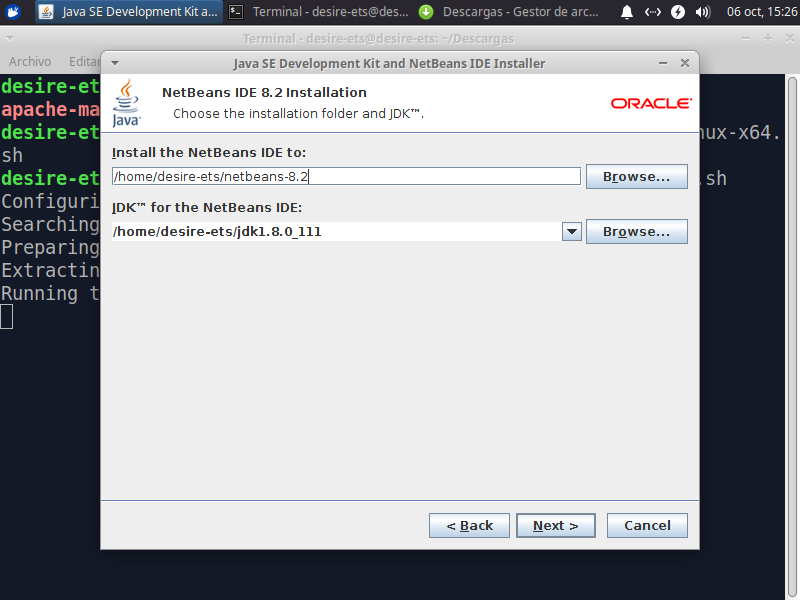 Java SE Development Kit a...
Terminal - desire-ets@des...
Descargas - Gestor de arc...
06 oct, 15:26
Terminal - desire-ets@desire-ets: ~/Descargas
Archivo Editar
desire-et
apache-ma
desire-et nux-x64.
sh
desire-et .sh
Configuri
Searching
Preparing
Extractin
Running t
Java SE Development Kit and NetBeans IDE Installer
Java™
NetBeans IDE 8.2 Installation
Choose the installation folder and JDK™.
ORACLE
Install the NetBeans IDE to:
/home/desire-ets/netbeans-8.2
Browse...
JDK™ for the NetBeans IDE:
/home/desire-ets/jdk1.8.0_111
Browse...
< Back
Next >
Cancel